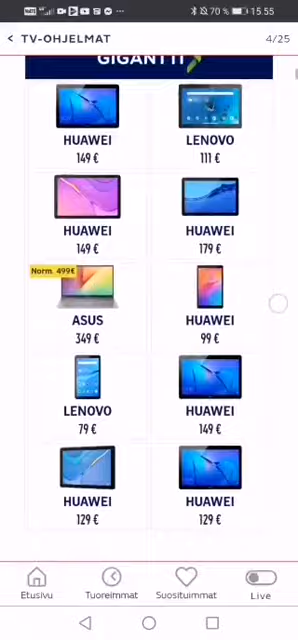 70 % 15.55
< TV-OHJELMAT 4/25
GIGANTTI
HUAWEI LENOVO
149 € 111 €
HUAWEI HUAWEI
149 € 179 €
Norm. 499€
ASUS HUAWEI
349 € 99 €
LENOVO HUAWEI
79 € 149 €
HUAWEI HUAWEI
129 € 129 €
Etusivu Tuoreimmat Suosituimmat Live